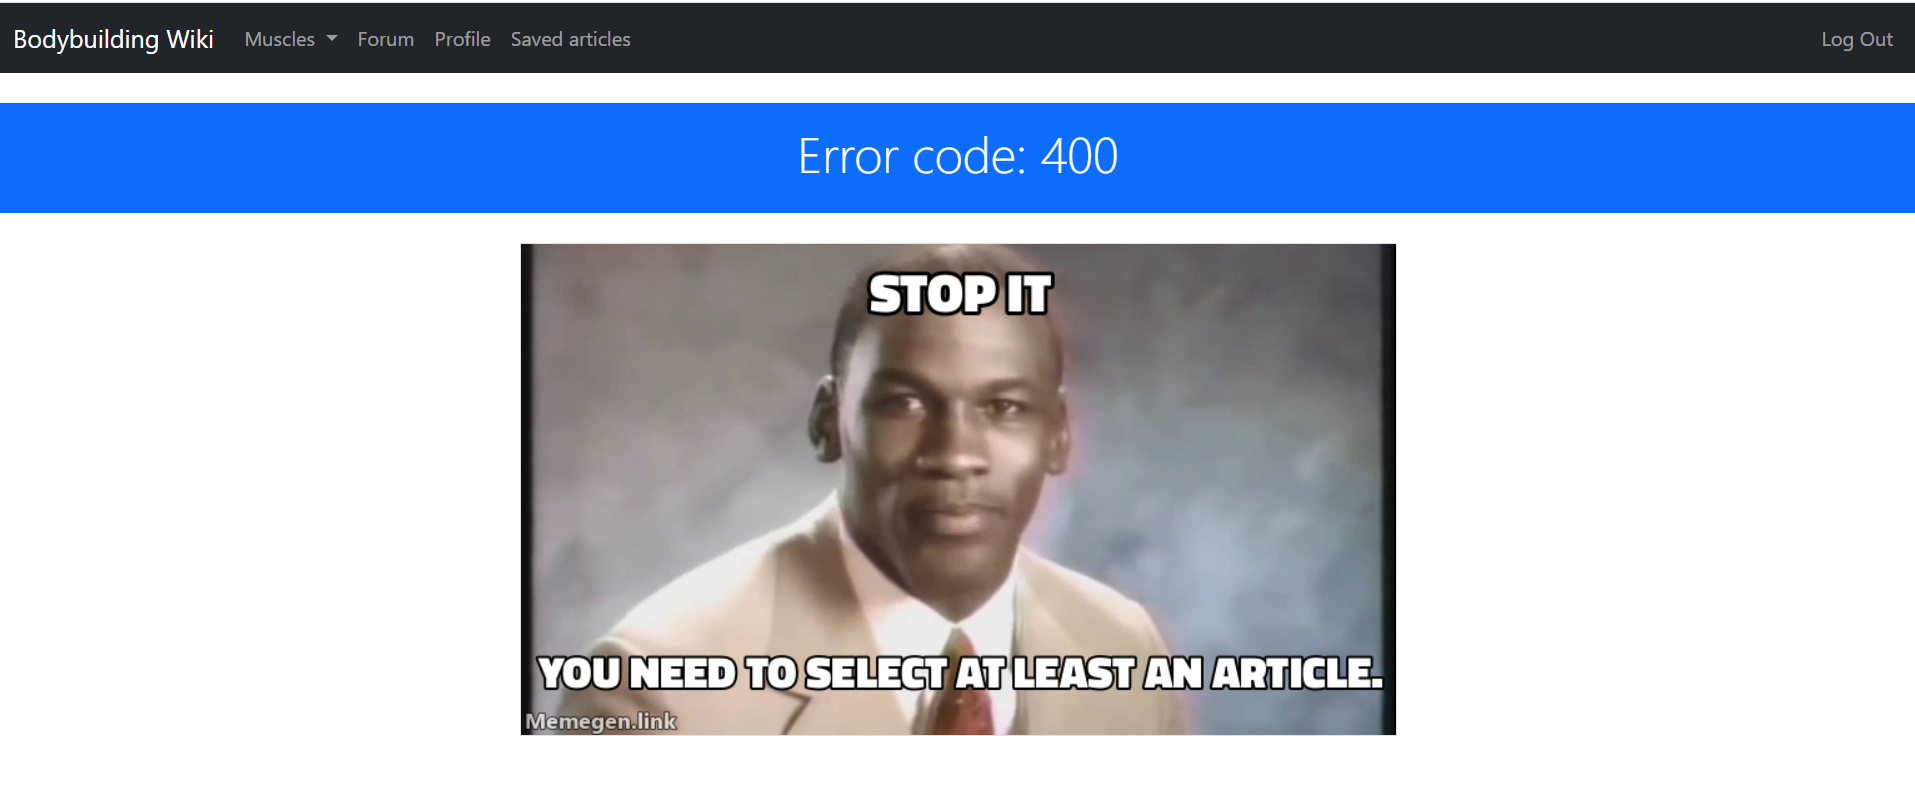 Bodybuilding Wiki Muscles Forum Profile Saved articles Log Out
Error code: 400
STOP IT
YOU NEED TO SELECT AT LEAST AN ARTICLE.
Memegen.link